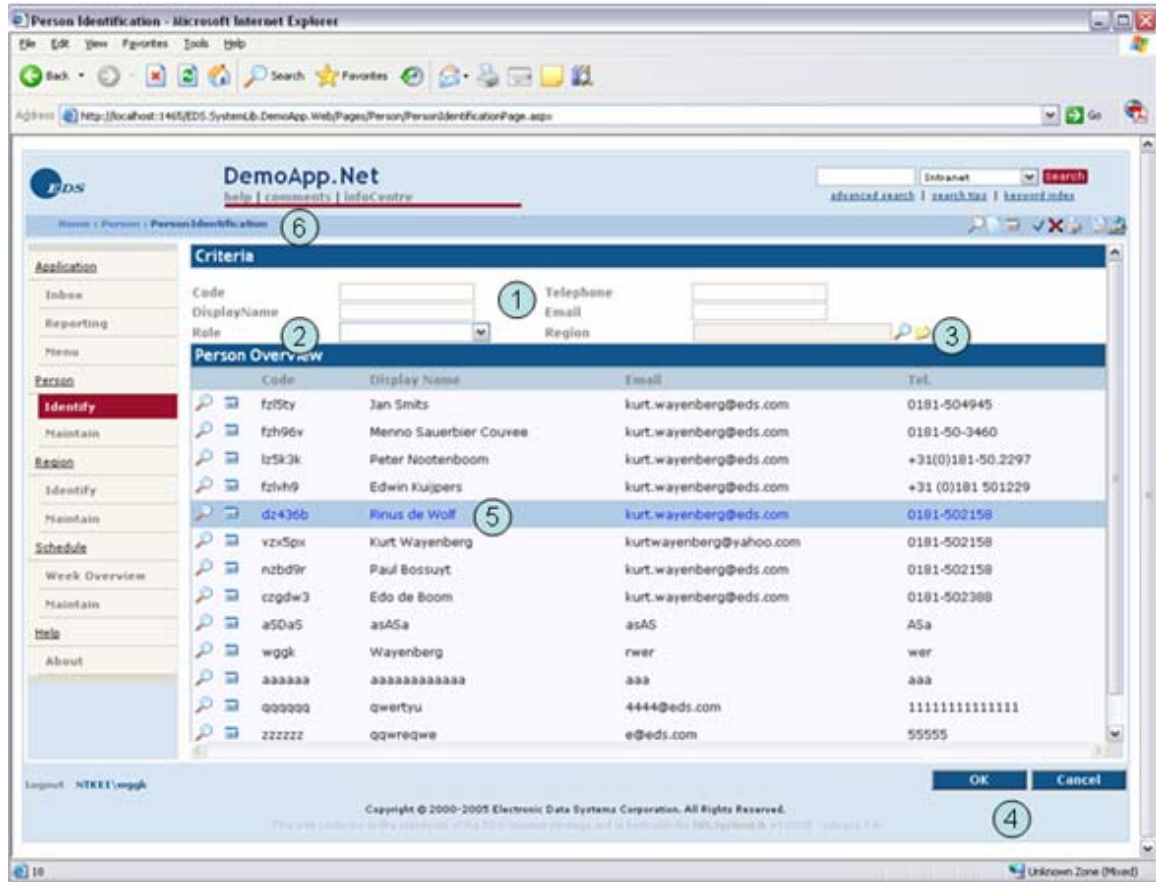 Person Identification - Microsoft Internet Explorer
File Edit View Favorites Tools Help
Back Search Favorites
Address http://localhost:1465/EDS.SystemLib.DemoApp.Web/Pages/Person/PersonIdentificationPage.aspx Go
EDS
DemoApp.Net
help | comments | infoCentre
Intranet Search
advanced search | search tips | keyword index
Home : Person : PersonIdentification 6
Application
Inbox
Reporting
Menu
Person
Identify
Maintain
Region
Identify
Maintain
Schedule
Week Overview
Maintain
Help
About
Criteria
Code 1 Telephone
DisplayName Email
Role 2 Region 3
Person Overview
Code Display Name Email Tel.
fzl5ty Jan Smits kurt.wayenberg@eds.com 0181-504945
fzh96v Menno Sauerbier Couvee kurt.wayenberg@eds.com 0181-50-3460
lz5k3k Peter Nootenboom kurt.wayenberg@eds.com +31(0)181-50.2297
fzlvh9 Edwin Kuijpers kurt.wayenberg@eds.com +31 (0)181 501229
dz436b Rinus de Wolf 5 kurt.wayenberg@eds.com 0181-502158
vzx5px Kurt Wayenberg kurtwayenberg@yahoo.com 0181-502158
nzbd9r Paul Bossuyt kurt.wayenberg@eds.com 0181-502158
czgdw3 Edo de Boom kurt.wayenberg@eds.com 0181-502388
aSDaS asASa asAS ASa
wggk Wayenberg rwer wer
aaaaaa aaaaaaaaaaaa aaa aaa
qqqqqq qwertyu 4444@eds.com 11111111111111
zzzzzz qqwreqwe e@eds.com 55555
Logout NTKET\wggk
OK Cancel
4
Copyright © 2000-2005 Electronic Data Systems Corporation. All Rights Reserved.
10 Unknown Zone (Mixed)